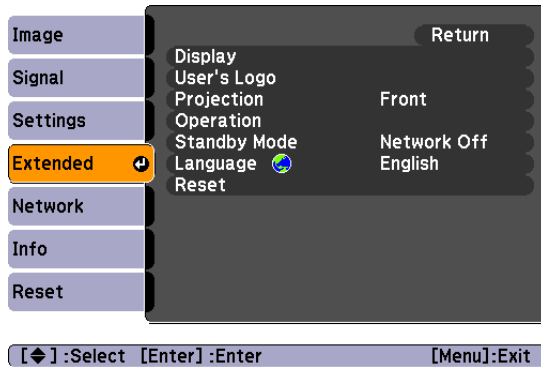 Image
Signal
Settings
Extended
Network
Info
Reset
Return
Display
User's Logo
Projection Front
Operation
Standby Mode Network Off
Language English
Reset
[◆] :Select [Enter] :Enter [Menu]:Exit